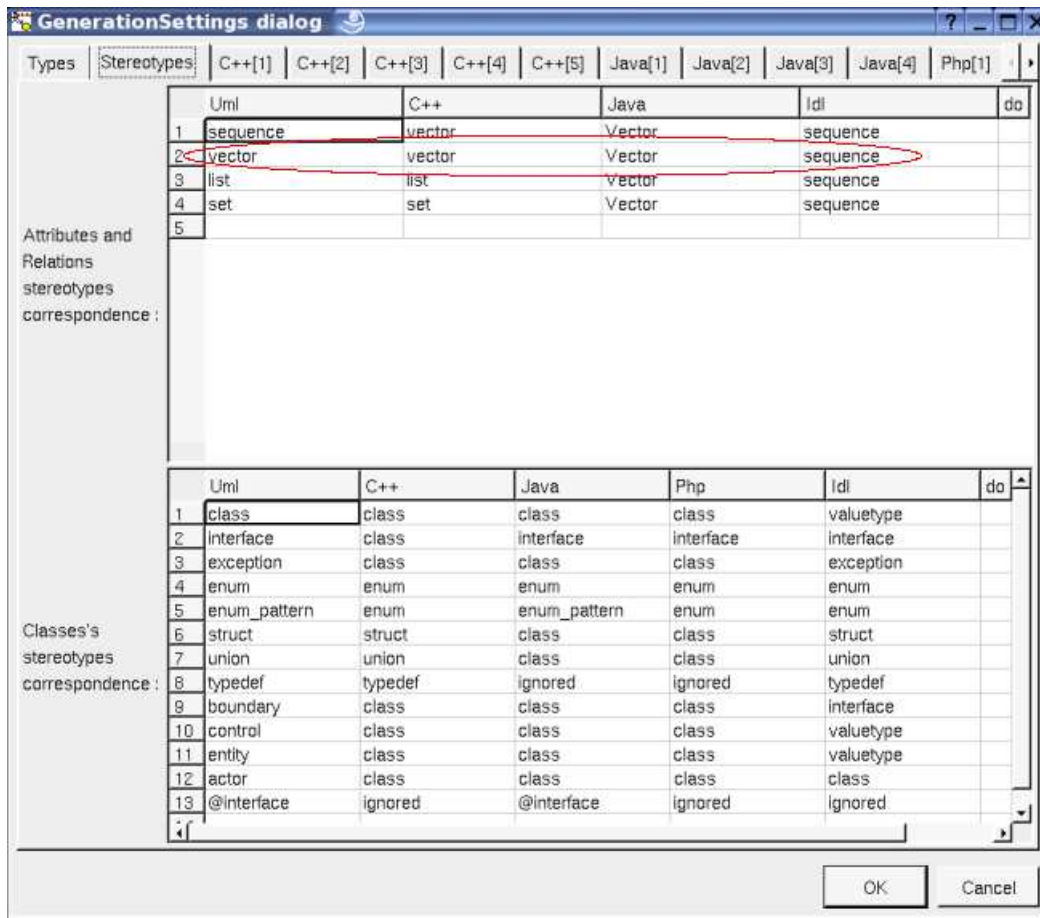 GenerationSettings dialog ? _ X
Types Stereotypes C++[1] C++[2] C++[3] C++[4] C++[5] Java[1] Java[2] Java[3] Java[4] Php[1]
Uml C++ Java Idl do
1 sequence vector Vector sequence
2 vector vector Vector sequence
3 list list Vector sequence
4 set set Vector sequence
5
Attributes and
Relations
stereotypes
correspondence :
Uml C++ Java Php Idl do
1 class class class class valuetype
2 interface class interface interface interface
3 exception class class class exception
4 enum enum enum enum enum
5 enum_pattern enum enum_pattern enum enum
6 struct struct class class struct
7 union union class class union
8 typedef typedef ignored ignored typedef
9 boundary class class class interface
10 control class class class valuetype
11 entity class class class valuetype
12 actor class class class class
13 @interface ignored @interface ignored ignored
Classes's
stereotypes
correspondence :
OK Cancel